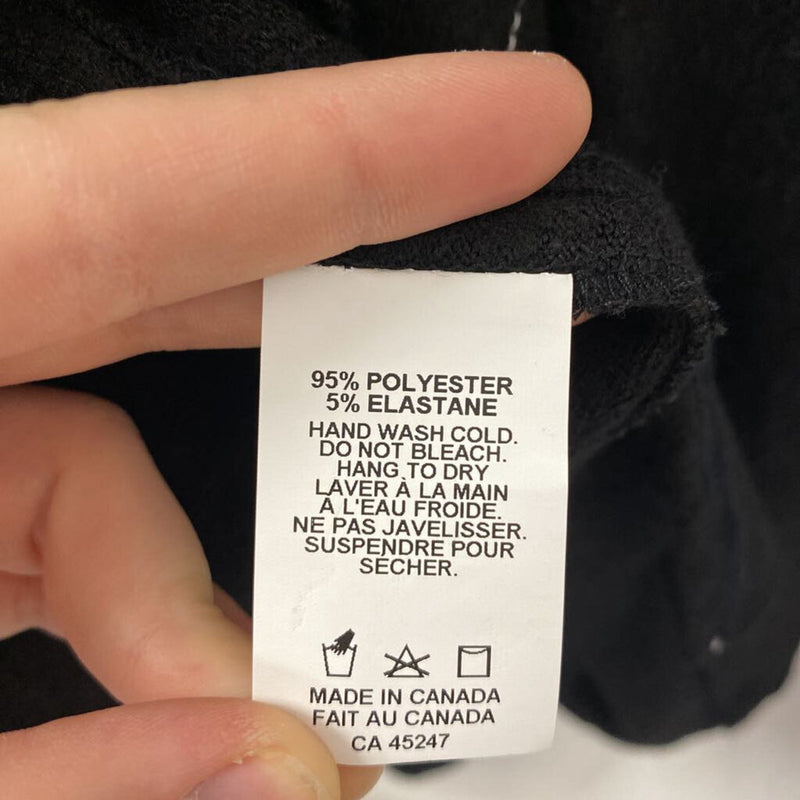 95% POLYESTER
5% ELASTANE
HAND WASH COLD.
DO NOT BLEACH.
HANG TO DRY
LAVER À LA MAIN
À L'EAU FROIDE.
NE PAS JAVELISSER.
SUSPENDRE POUR
SECHER.
MADE IN CANADA
FAIT AU CANADA
CA 45247